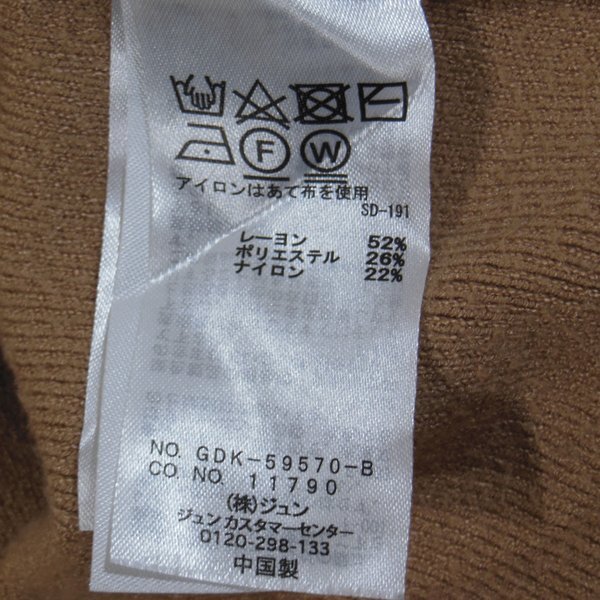 F W
アイロンはあて布を使用
SD-191
レーヨン 52%
ポリエステル 26%
ナイロン 22%
NO. GDK-59570-B
CO. NO. 11790
(株)ジュン
ジュン カスタマーセンター
0120-298-133
中国製